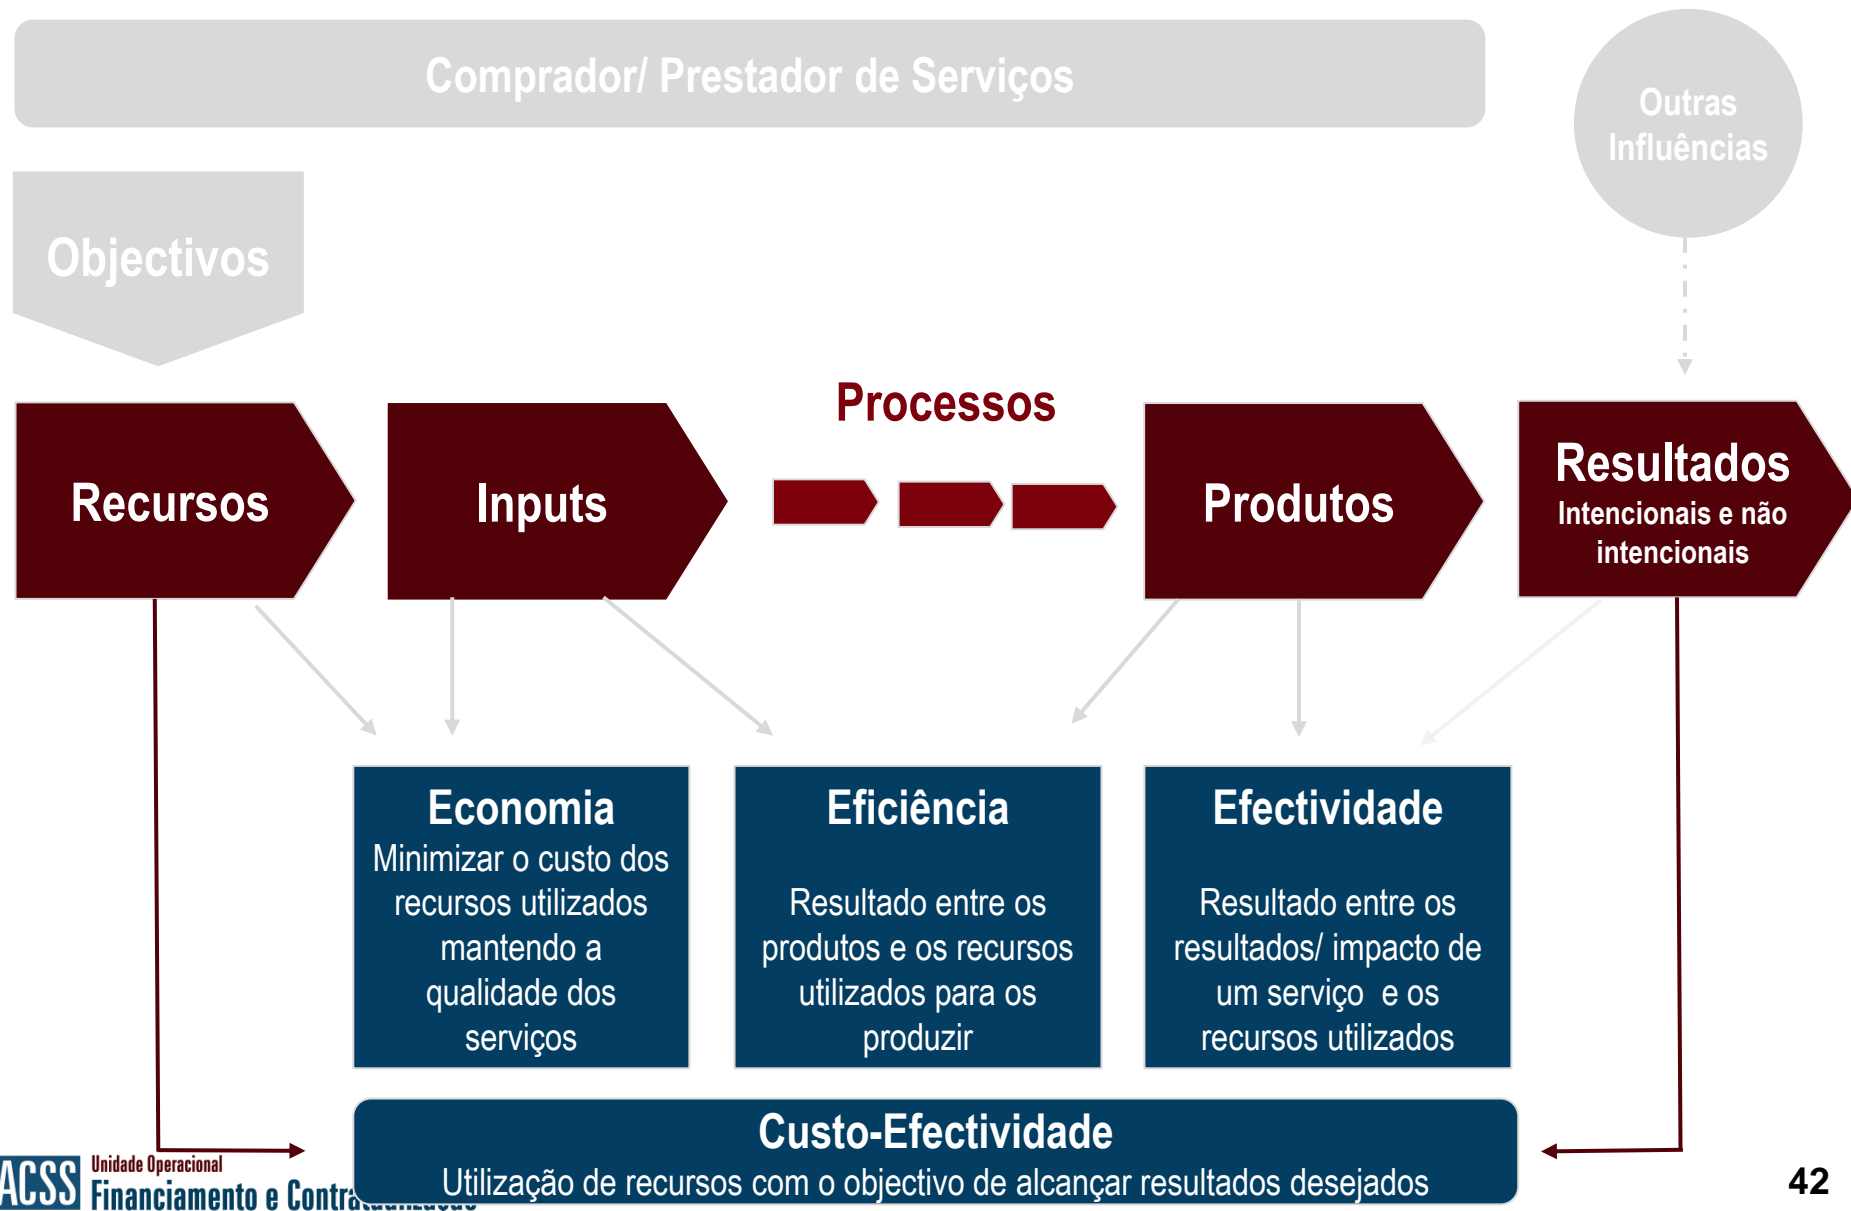 Comprador/ Prestador de Serviços
Outras
Influências
Objectivos
Processos
Recursos
Inputs
Produtos
Resultados
Intencionais e não
intencionais
Economia
Minimizar o custo dos
recursos utilizados
mantendo a
qualidade dos
serviços
Eficiência
Resultado entre os
produtos e os recursos
utilizados para os
produzir
Efectividade
Resultado entre os
resultados/ impacto de
um serviço e os
recursos utilizados
Custo-Efectividade
Utilização de recursos com o objectivo de alcançar resultados desejados
ACSS
Unidade Operacional
Financiamento e Contratualização
42